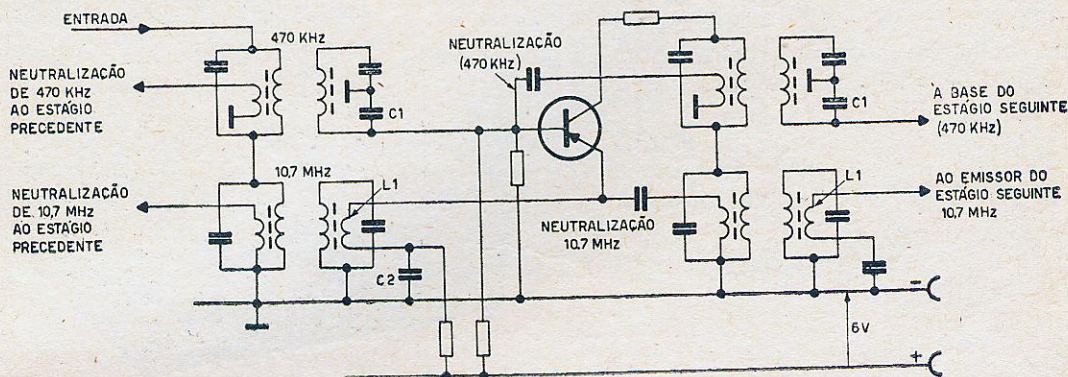 ENTRADA
470 KHz
NEUTRALIZAÇÃO
DE 470 KHz
AO ESTÁGIO
PRECEDENTE
C1
NEUTRALIZAÇÃO
(470 KHz)
C1
À BASE DO
ESTÁGIO SEGUINTE
(470 KHz)
NEUTRALIZAÇÃO
DE 10,7 MHz
AO ESTÁGIO
PRECEDENTE
10,7 MHz
L1
C2
NEUTRALIZAÇÃO
10.7 MHz
L1
AO EMISSOR DO
ESTÁGIO SEGUINTE
10,7 MHz
-
6V
+